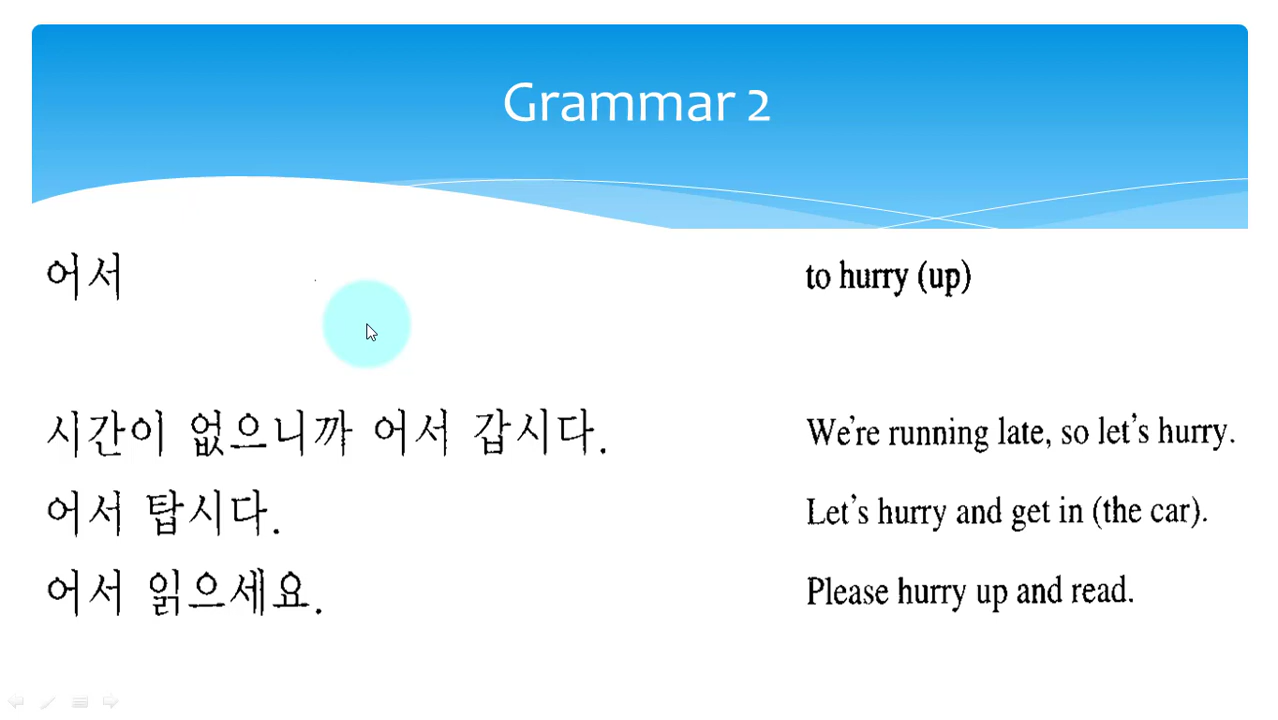 Grammar 2
어서 to hurry (up)
시간이 없으니까 어서 갑시다. We're running late, so let's hurry.
어서 탑시다. Let's hurry and get in (the car).
어서 읽으세요. Please hurry up and read.